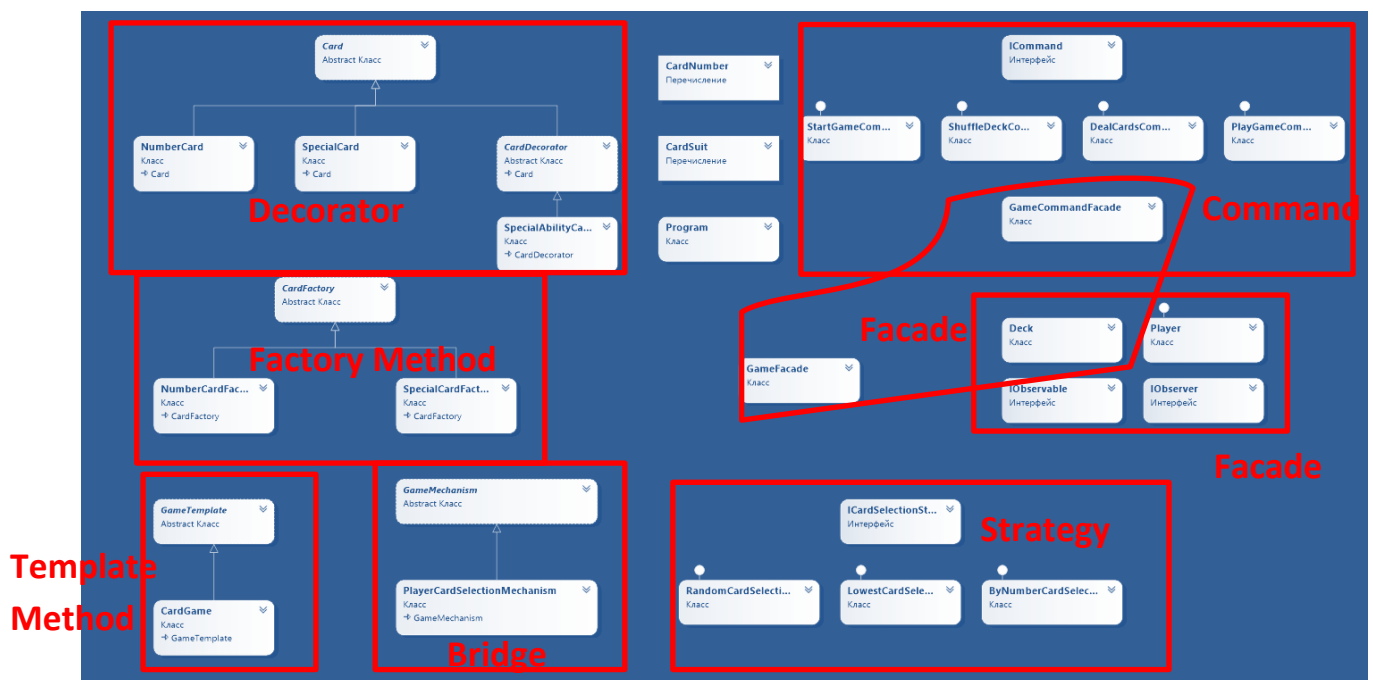 Card
Abstract Класс
NumberCard
Класс
Card
SpecialCard
Класс
Card
CardDecorator
Abstract Класс
Card
SpecialAbilityCa...
Класс
CardDecorator
Decorator
CardNumber
Перечисление
CardSuit
Перечисление
Program
Класс
ICommand
Интерфейс
StartGameCom...
Класс
ShuffleDeckCo...
Класс
DealCardsCom...
Класс
PlayGameCom...
Класс
GameCommandFacade
Класс
Command
CardFactory
Abstract Класс
Factory Method
NumberCardFac...
Класс
CardFactory
SpecialCardFact...
Класс
CardFactory
Facade
GameFacade
Класс
Deck
Класс
Player
Класс
IObservable
Интерфейс
IObserver
Интерфейс
Facade
GameTemplate
Abstract Класс
Template
Method
CardGame
Класс
GameTemplate
GameMechanism
Abstract Класс
PlayerCardSelectionMechanism
Класс
GameMechanism
Bridge
ICardSelectionSt...
Интерфейс
Strategy
RandomCardSelecti...
Класс
LowestCardSele...
Класс
ByNumberCardSelec...
Класс